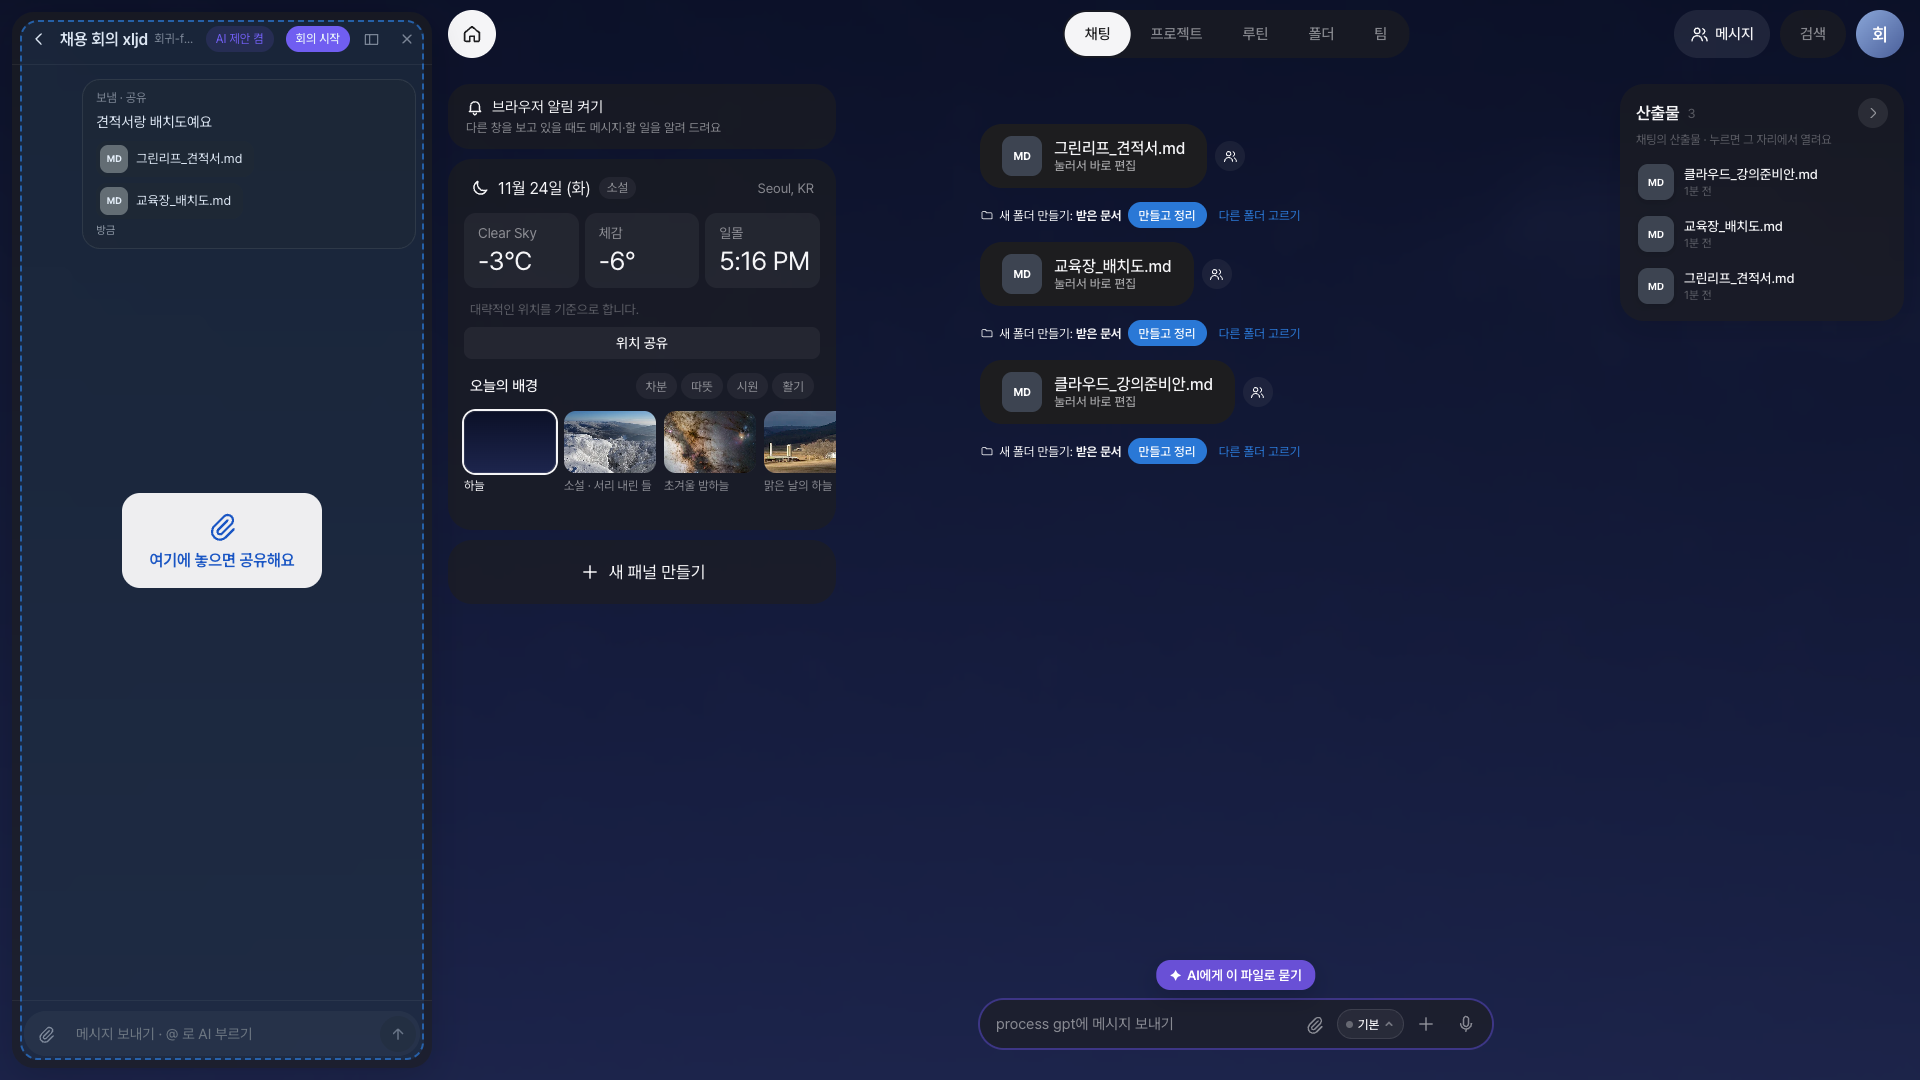 채용 회의 xljd 회귀-f... AI 제안 켬 회의 시작
보냄 · 공유
견적서랑 배치도예요
MD 그린리프_견적서.md
MD 교육장_배치도.md
방금
여기에 놓으면 공유해요
메시지 보내기 · @ 로 AI 부르기
채팅 프로젝트 루틴 폴더 팀
메시지 검색 회
브라우저 알림 켜기
다른 창을 보고 있을 때도 메시지·할 일을 알려 드려요
11월 24일 (화) 소설 Seoul, KR
Clear Sky 체감 일몰
-3°C -6° 5:16 PM
대략적인 위치를 기준으로 합니다.
위치 공유
오늘의 배경 차분 따뜻 시원 활기
하늘 소설 · 서리 내린 들 초겨울 밤하늘 맑은 날의 하늘
새 패널 만들기
MD 그린리프_견적서.md
눌러서 바로 편집
새 폴더 만들기: 받은 문서 만들고 정리 다른 폴더 고르기
MD 교육장_배치도.md
눌러서 바로 편집
새 폴더 만들기: 받은 문서 만들고 정리 다른 폴더 고르기
MD 클라우드_강의준비안.md
눌러서 바로 편집
새 폴더 만들기: 받은 문서 만들고 정리 다른 폴더 고르기
AI에게 이 파일로 묻기
process gpt에 메시지 보내기 기본
산출물 3
채팅의 산출물 · 누르면 그 자리에서 열려요
MD 클라우드_강의준비안.md
1분 전
MD 교육장_배치도.md
1분 전
MD 그린리프_견적서.md
1분 전